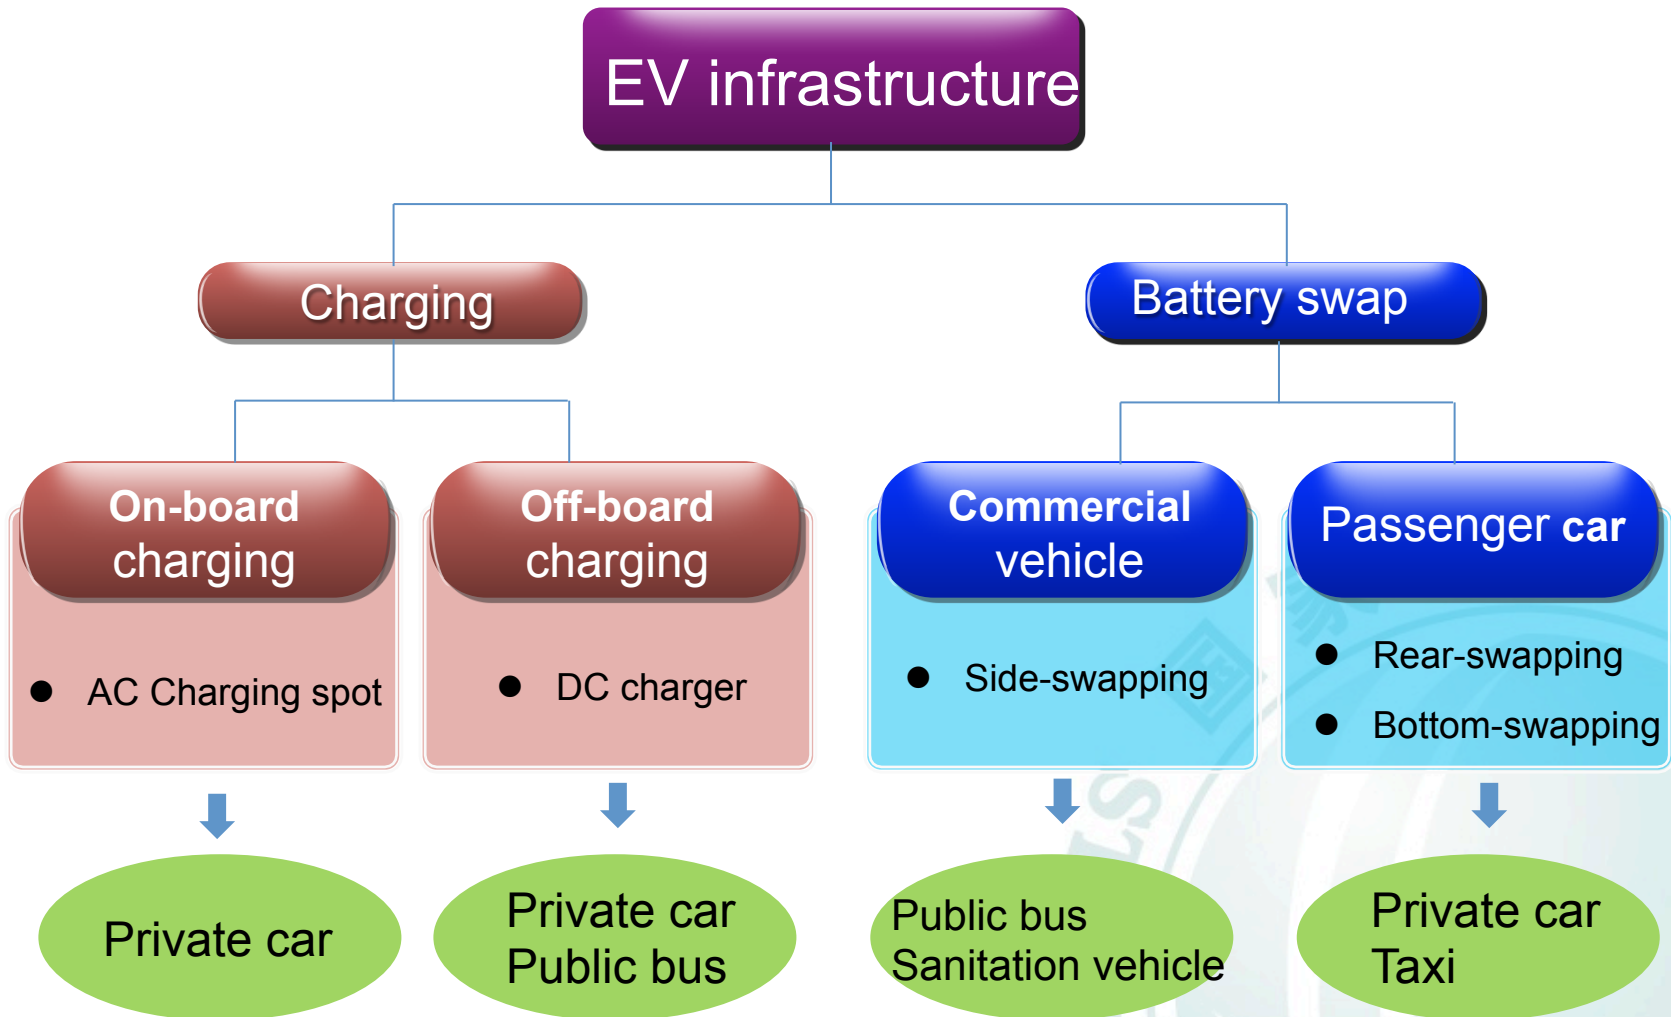 EV infrastructure
Charging
Battery swap
On-board
charging
Off-board
charging
Commercial
vehicle
Passenger car
● AC Charging spot
● DC charger
● Side-swapping
● Rear-swapping
● Bottom-swapping
Private car
Private car
Public bus
Public bus
Sanitation vehicle
Private car
Taxi